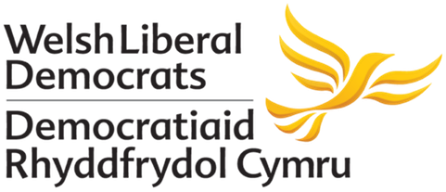 Welsh Liberal
Democrats
Democratiaid
Rhyddfrydol Cymru